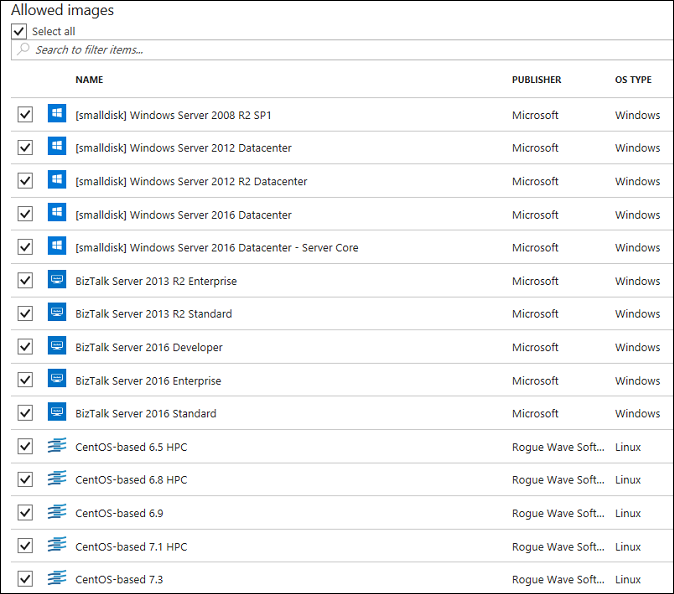 Allowed images
Select all
Search to filter items...
NAME PUBLISHER OS TYPE
[smalldisk] Windows Server 2008 R2 SP1 Microsoft Windows
[smalldisk] Windows Server 2012 Datacenter Microsoft Windows
[smalldisk] Windows Server 2012 R2 Datacenter Microsoft Windows
[smalldisk] Windows Server 2016 Datacenter Microsoft Windows
[smalldisk] Windows Server 2016 Datacenter - Server Core Microsoft Windows
BizTalk Server 2013 R2 Enterprise Microsoft Windows
BizTalk Server 2013 R2 Standard Microsoft Windows
BizTalk Server 2016 Developer Microsoft Windows
BizTalk Server 2016 Enterprise Microsoft Windows
BizTalk Server 2016 Standard Microsoft Windows
CentOS-based 6.5 HPC Rogue Wave Soft... Linux
CentOS-based 6.8 HPC Rogue Wave Soft... Linux
CentOS-based 6.9 Rogue Wave Soft... Linux
CentOS-based 7.1 HPC Rogue Wave Soft... Linux
CentOS-based 7.3 Rogue Wave Soft... Linux